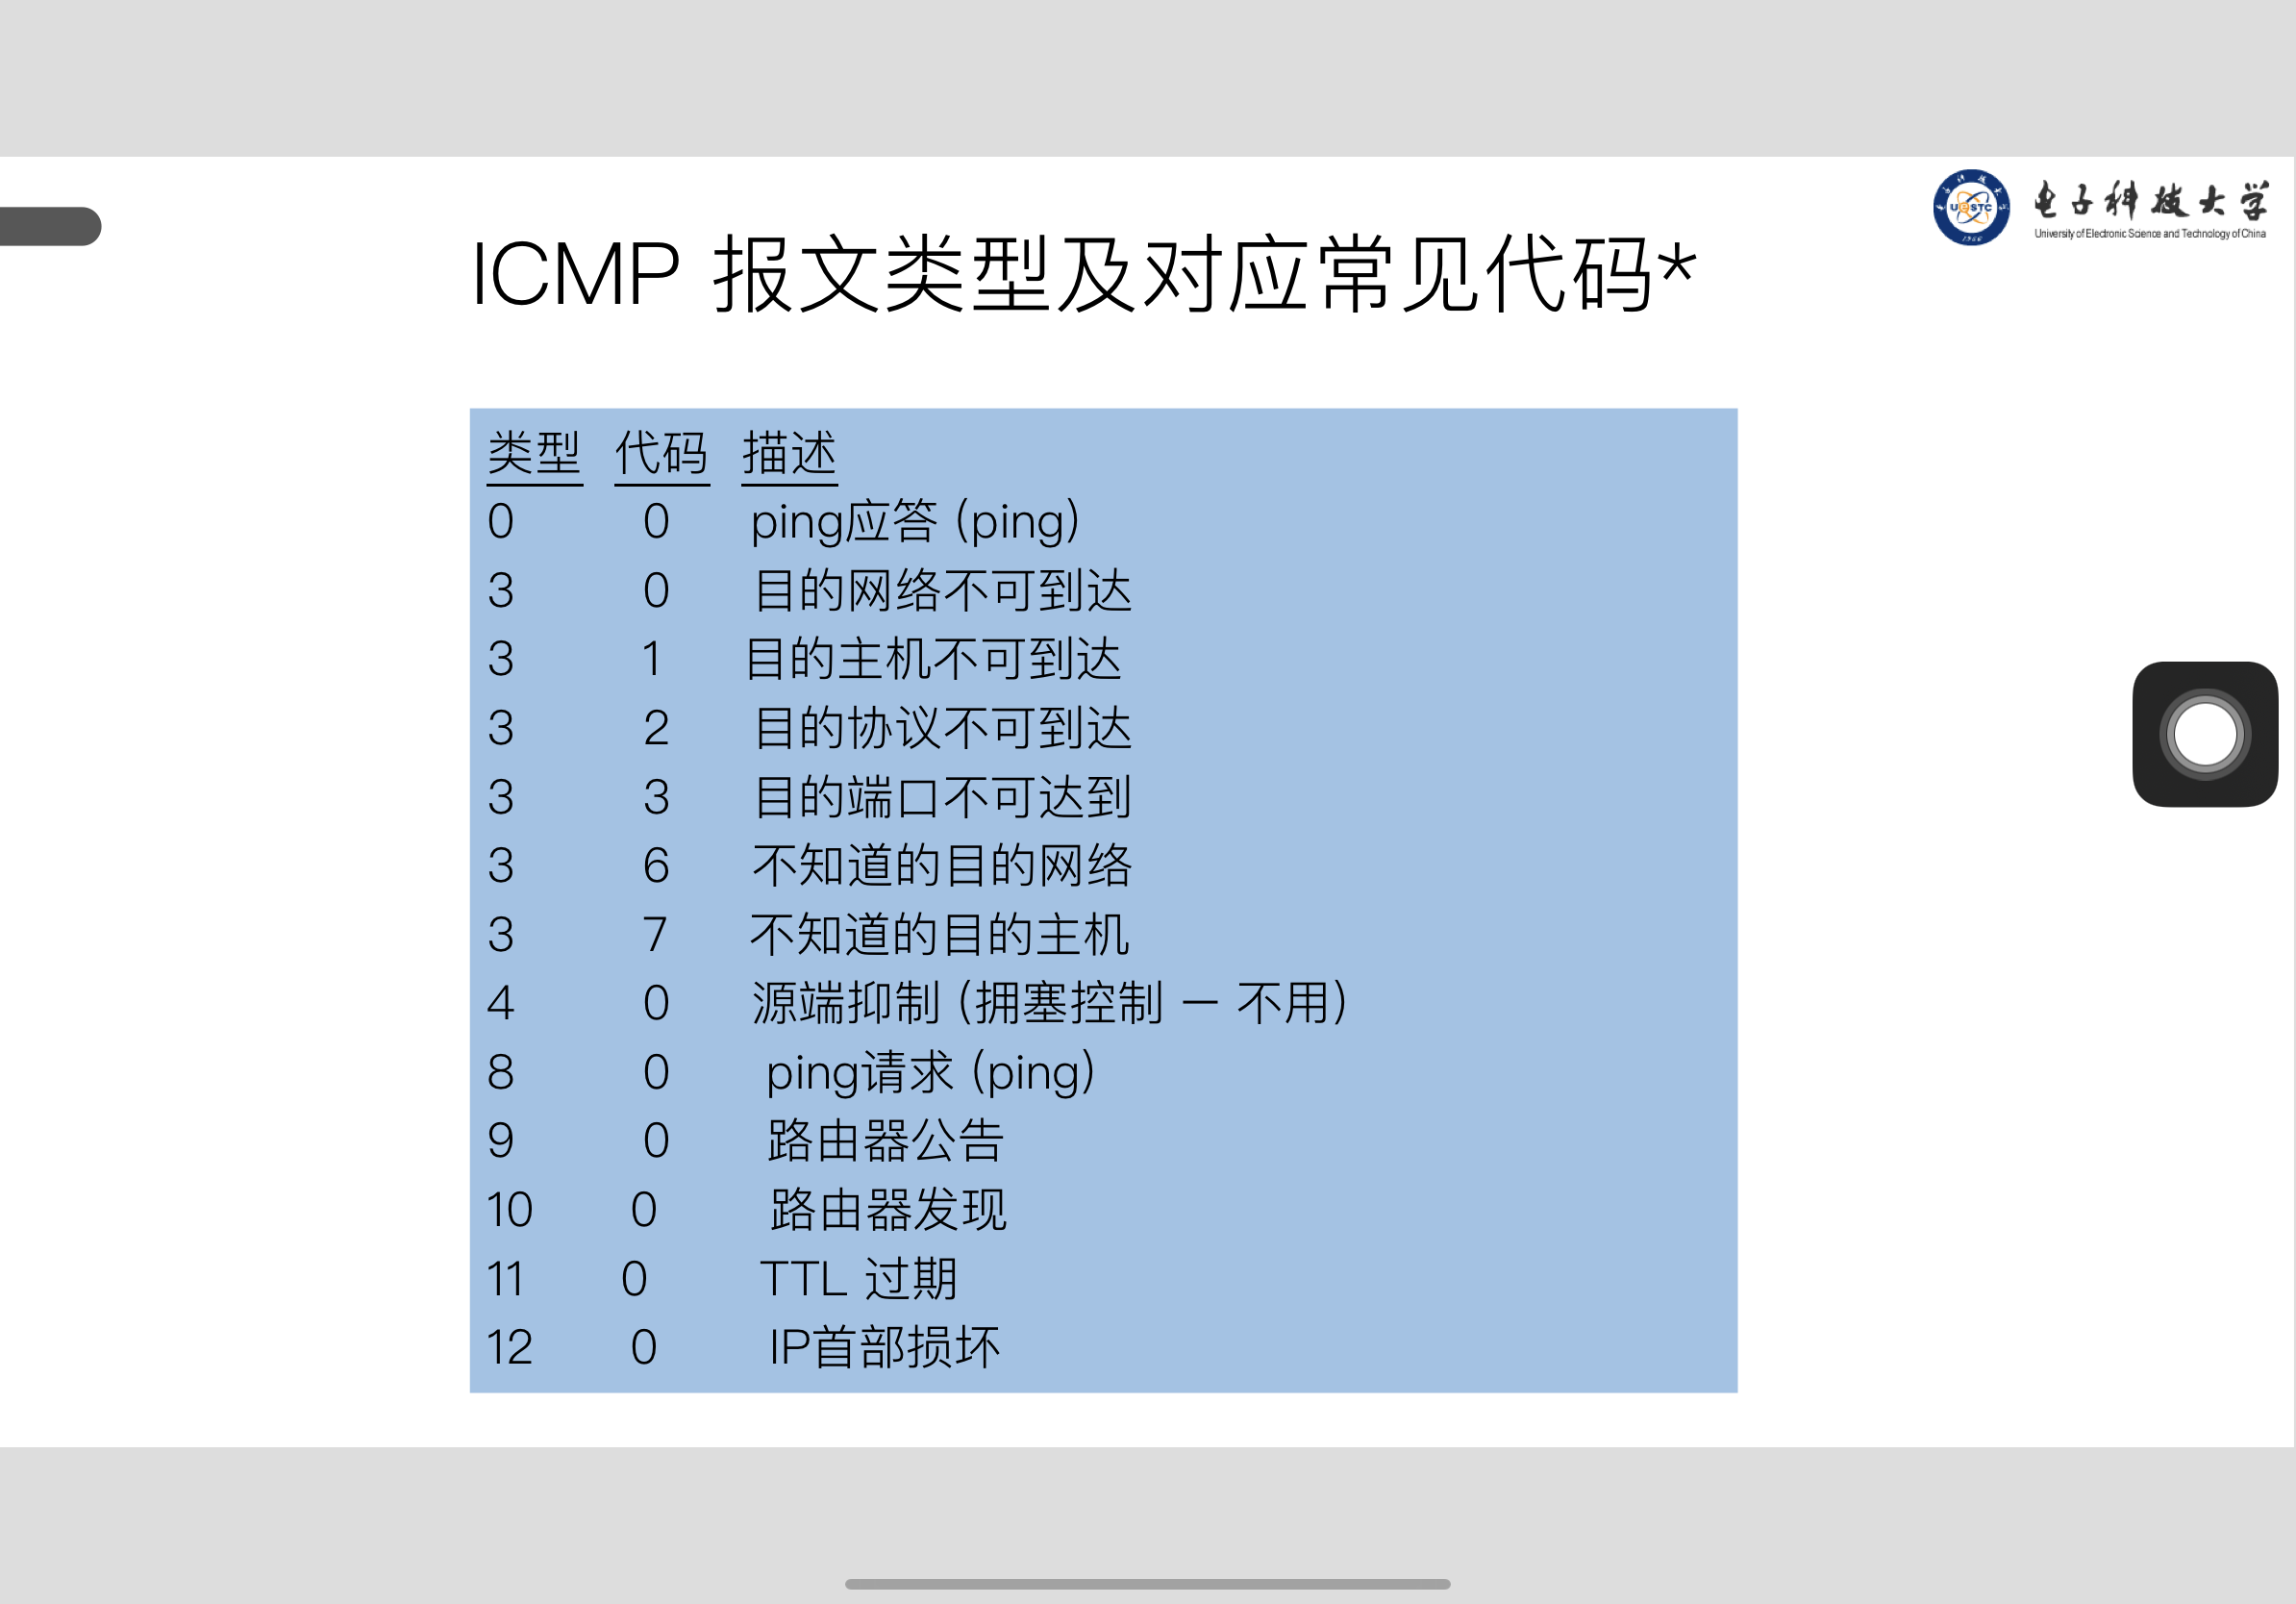 电子科技大学
University of Electronic Science and Technology of China
UESTC
1956
ICMP 报文类型及对应常见代码*
类型 代码 描述
0 0 ping应答 (ping)
3 0 目的网络不可到达
3 1 目的主机不可到达
3 2 目的协议不可到达
3 3 目的端口不可达到
3 6 不知道的目的网络
3 7 不知道的目的主机
4 0 源端抑制 (拥塞控制 – 不用)
8 0 ping请求 (ping)
9 0 路由器公告
10 0 路由器发现
11 0 TTL 过期
12 0 IP首部损坏